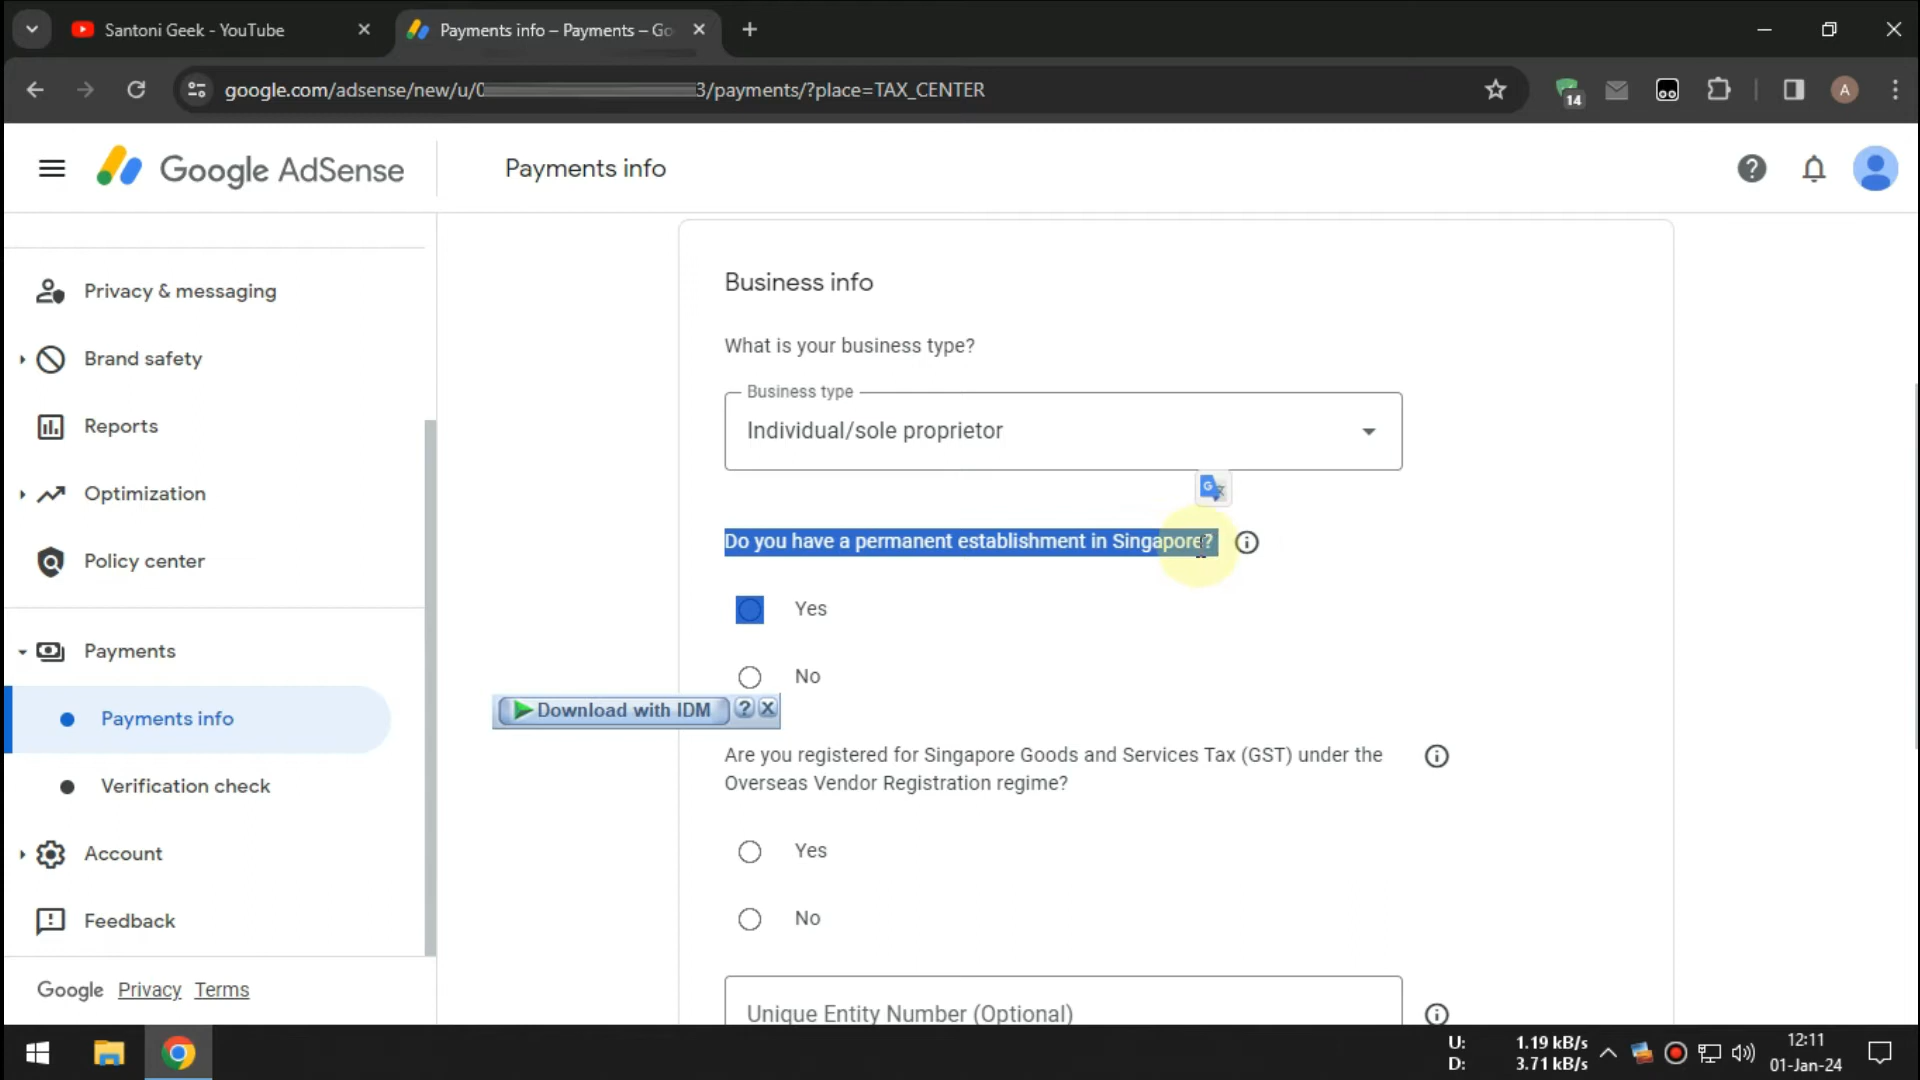 Santoni Geek - YouTube
Payments info – Payments – Go
google.com/adsense/new/u/0 3/payments/?place=TAX_CENTER
14
A
Google AdSense
Payments info
Privacy & messaging
Brand safety
Reports
Optimization
Policy center
Payments
Payments info
Verification check
Account
Feedback
Google Privacy Terms
Business info
What is your business type?
Business type
Individual/sole proprietor
Do you have a permanent establishment in Singapore?
Yes
No
Download with IDM
Are you registered for Singapore Goods and Services Tax (GST) under the
Overseas Vendor Registration regime?
Yes
No
Unique Entity Number (Optional)
U: 1.19 kB/s
D: 3.71 kB/s
12:11
01-Jan-24